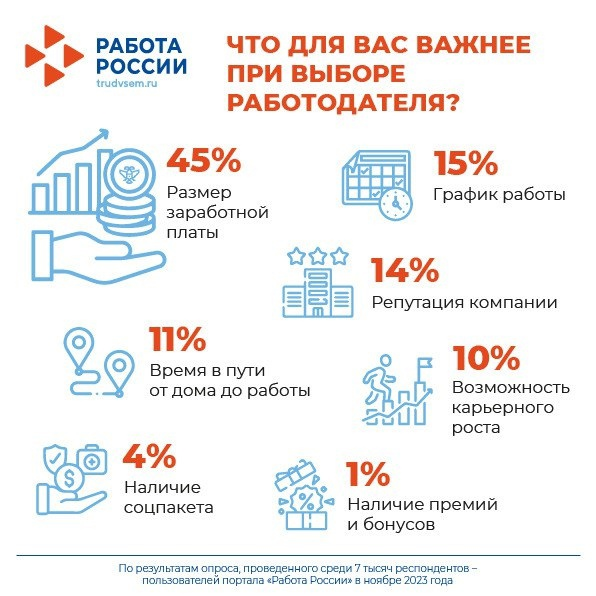 РАБОТА
РОССИИ
trudvsem.ru
ЧТО ДЛЯ ВАС ВАЖНЕЕ
ПРИ ВЫБОРЕ
РАБОТОДАТЕЛЯ?
45%
Размер
заработной
платы
15%
График работы
14%
Репутация компании
11%
Время в пути
от дома до работы
10%
Возможность
карьерного
роста
4%
Наличие
соцпакета
1%
Наличие премий
и бонусов
По результатам опроса, проведенного среди 7 тысяч респондентов –
пользователей портала «Работа России» в ноябре 2023 года